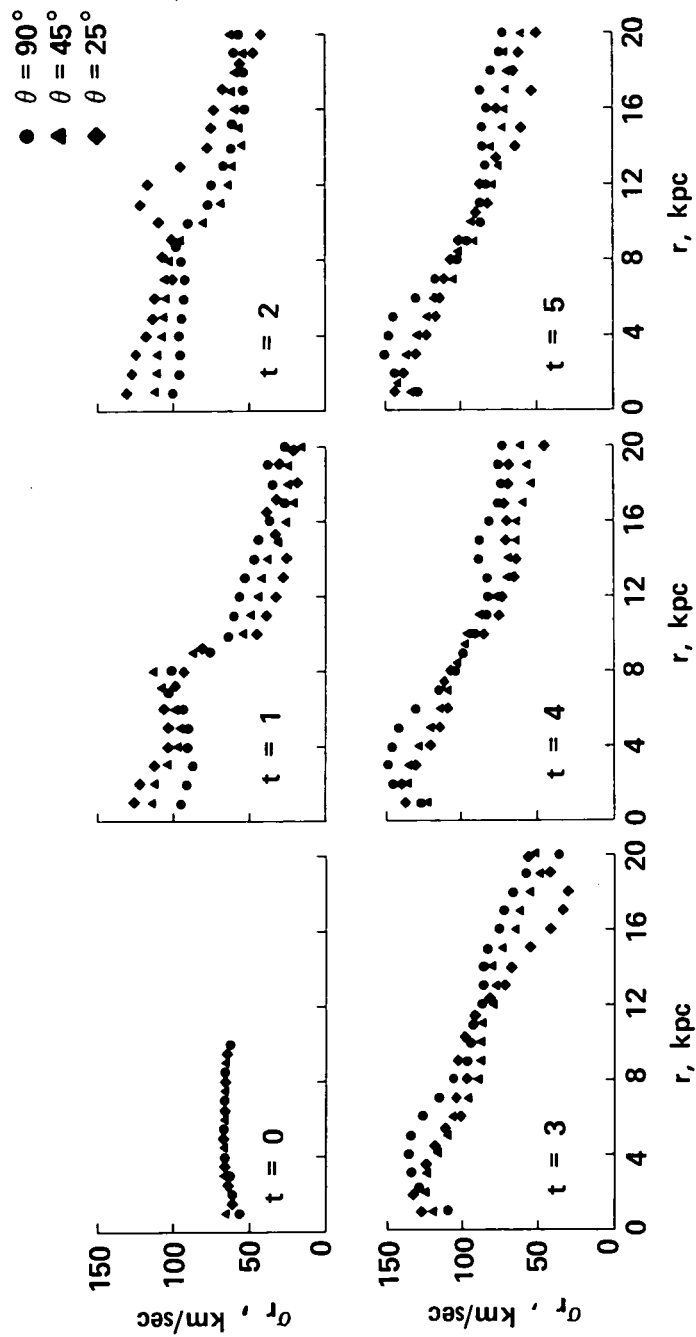 ● θ = 90°
▲ θ = 45°
◆ θ = 25°
σr, km/sec
150
100
50
0
t = 0
t = 1
t = 2
σr, km/sec
150
100
50
0
t = 3
t = 4
t = 5
0 4 8 12 16 20
r, kpc
0 4 8 12 16 20
r, kpc
0 4 8 12 16 20
r, kpc